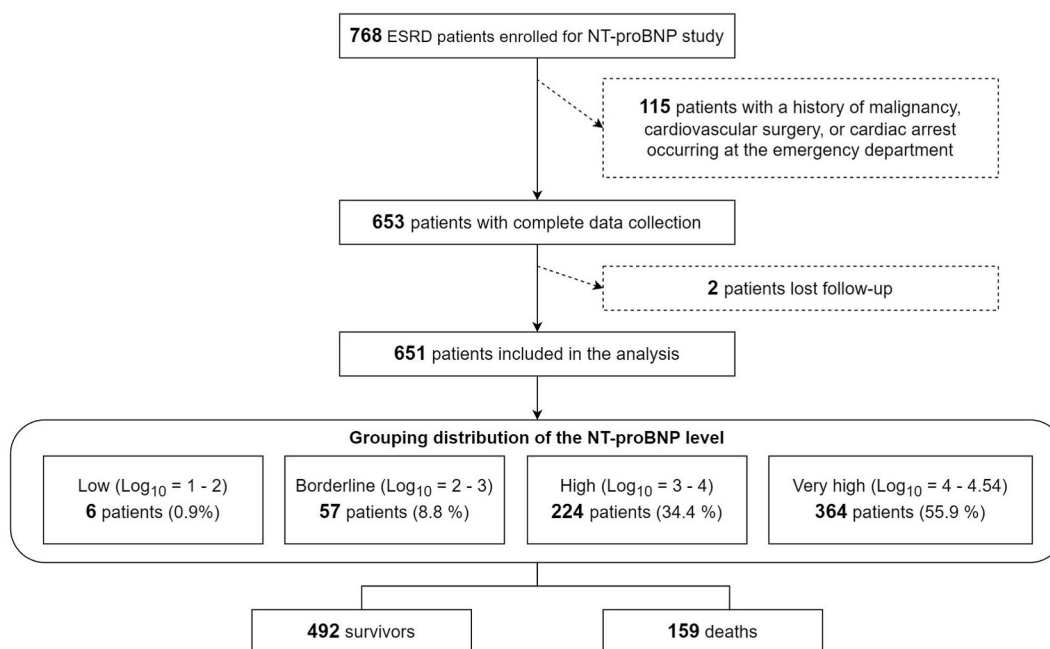 768 ESRD patients enrolled for NT-proBNP study
115 patients with a history of malignancy,
cardiovascular surgery, or cardiac arrest
occurring at the emergency department
653 patients with complete data collection
2 patients lost follow-up
651 patients included in the analysis
Grouping distribution of the NT-proBNP level
Low (Log10 = 1 - 2)
6 patients (0.9%)
Borderline (Log10 = 2 - 3)
57 patients (8.8 %)
High (Log10 = 3 - 4)
224 patients (34.4 %)
Very high (Log10 = 4 - 4.54)
364 patients (55.9 %)
492 survivors
159 deaths